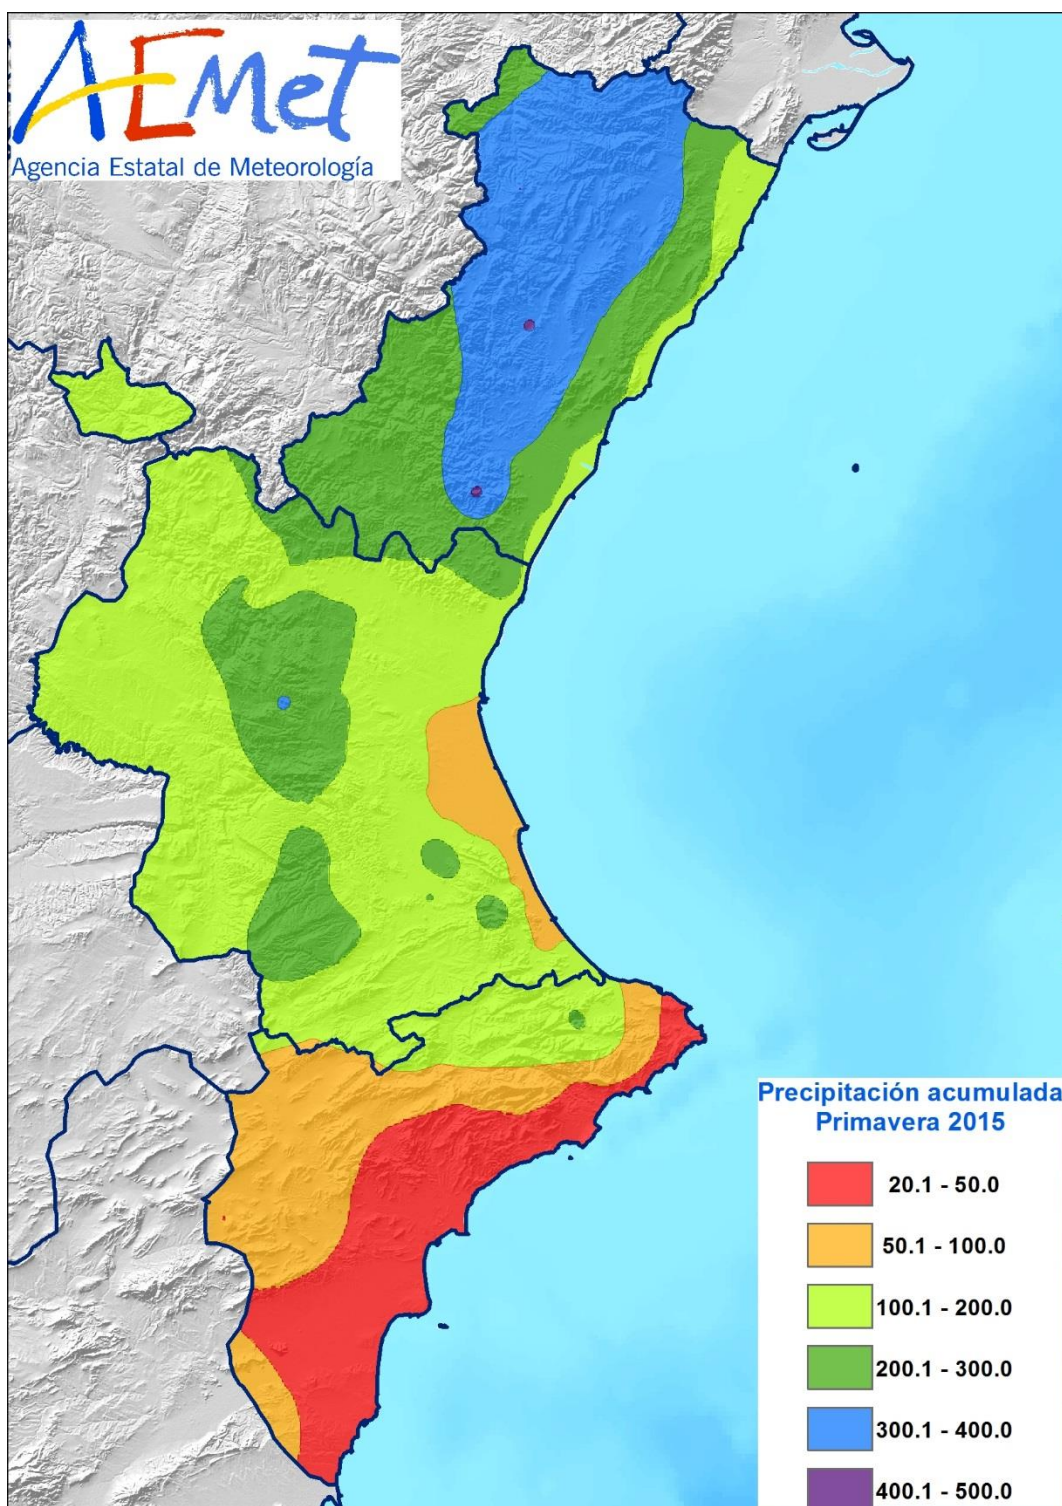 AEMet
Agencia Estatal de Meteorología
Precipitación acumulada
Primavera 2015
20.1 - 50.0
50.1 - 100.0
100.1 - 200.0
200.1 - 300.0
300.1 - 400.0
400.1 - 500.0